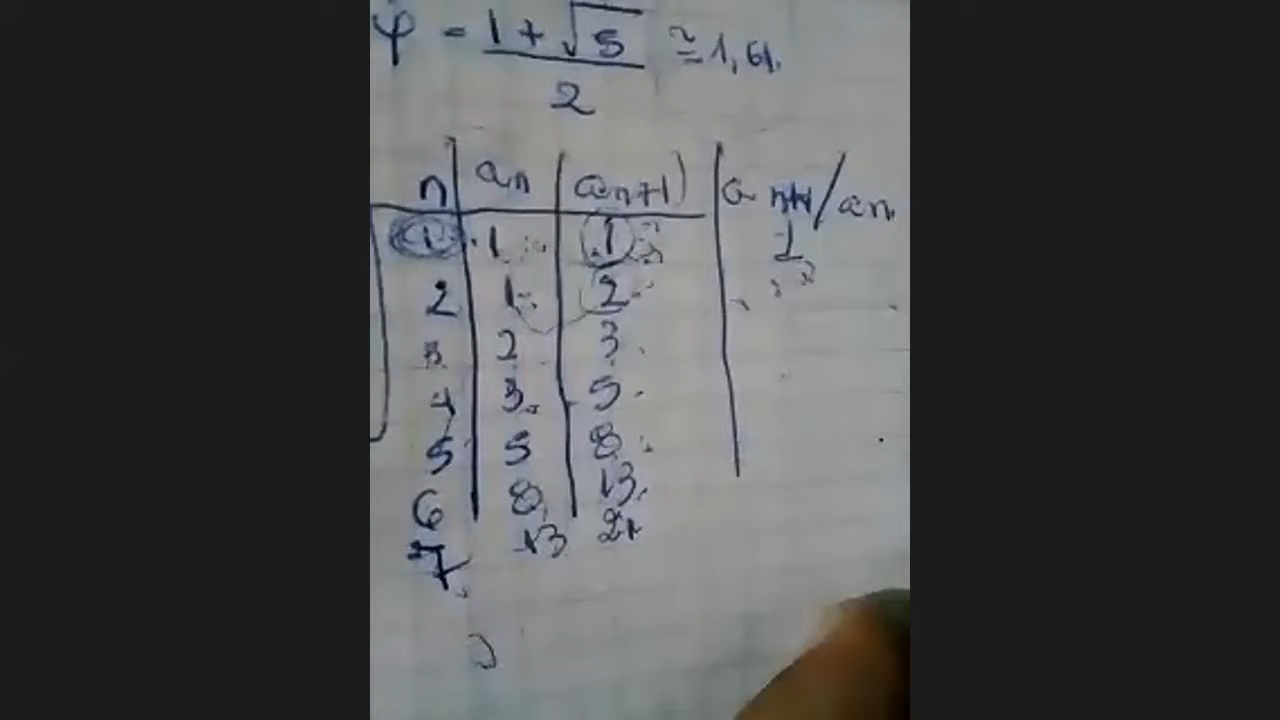 φ = 1 + √5 / 2 ≅ 1,61
n | an | an+1 | an+1/an
1 1 1 1
2 1 2
3 2 3
4 3 5
5 5 8
6 8 13
7 13 21